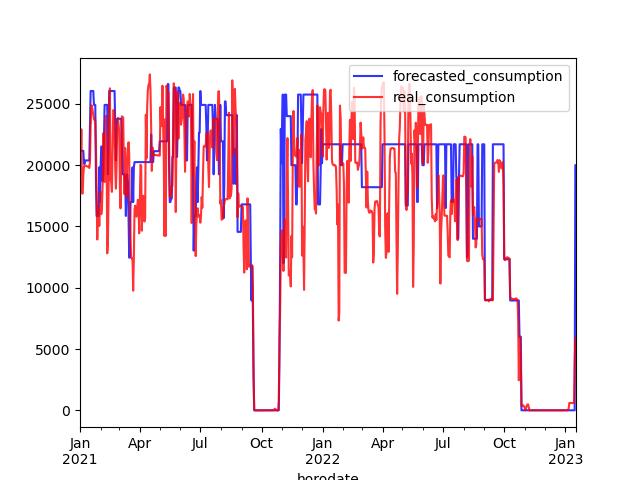 forecasted_consumption
real_consumption
25000
20000
15000
10000
5000
0
Jan Apr Jul Oct Jan Apr Jul Oct Jan
2021 2022 2023
horodate